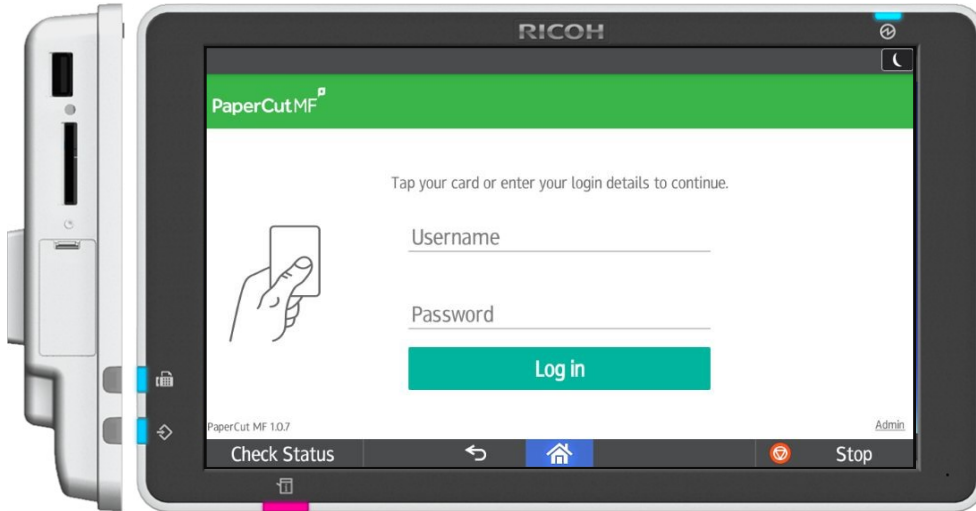 RICOH
PaperCut MF
Tap your card or enter your login details to continue.
Username
Password
Log in
PaperCut MF 1.0.7
Admin
Check Status
Stop